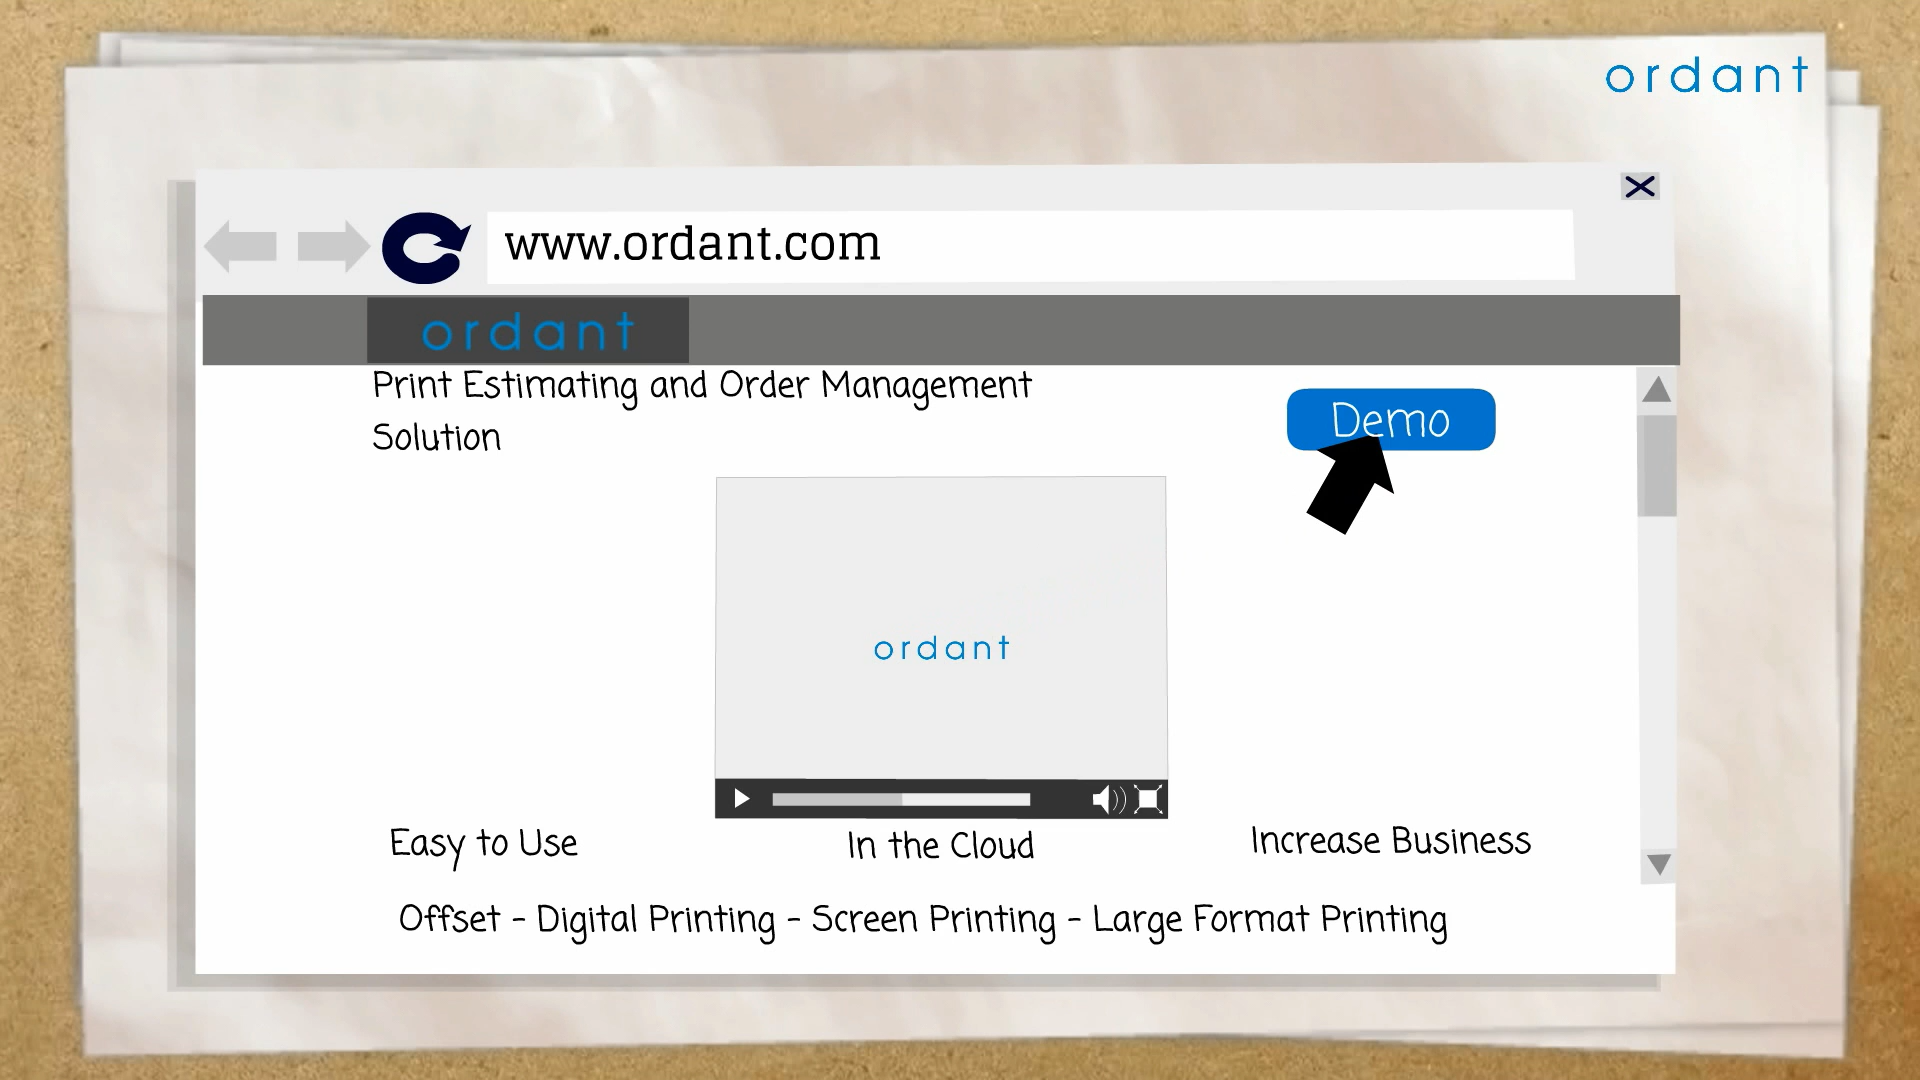 ordant
www.ordant.com
ordant
Print Estimating and Order Management
Solution
Demo
ordant
Easy to Use
In the Cloud
Increase Business
Offset - Digital Printing - Screen Printing - Large Format Printing